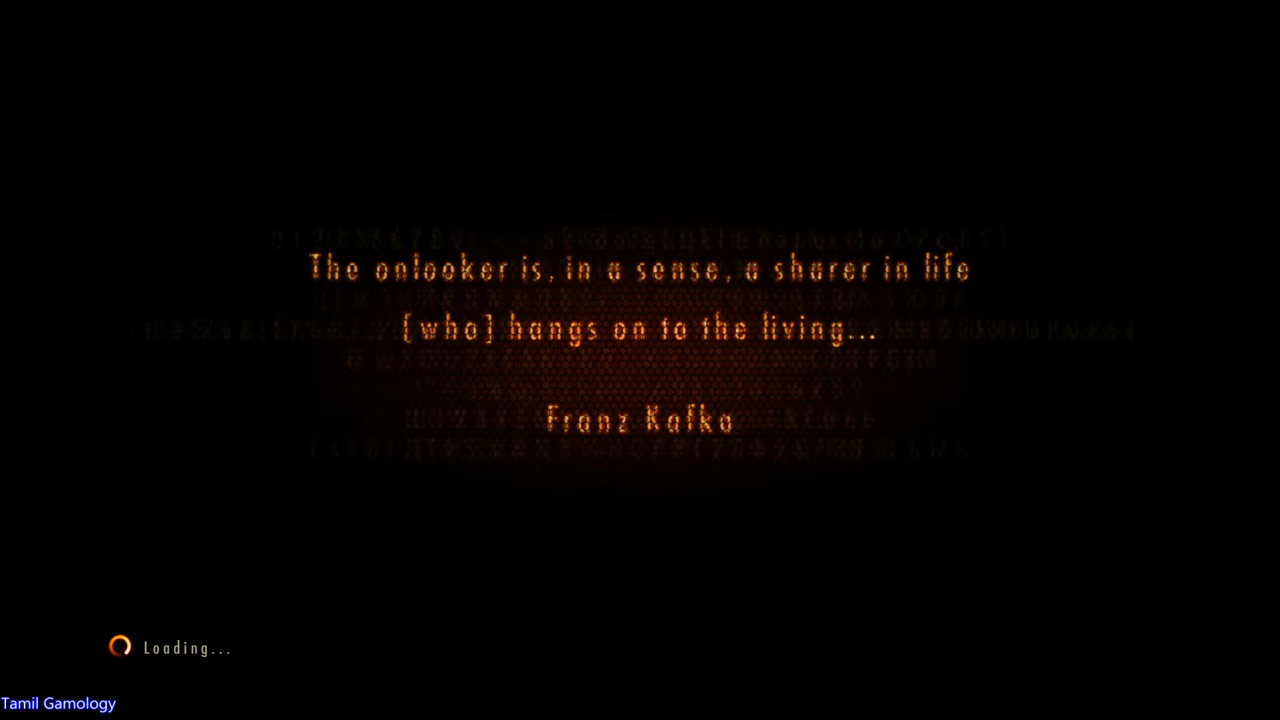 The onlooker is, in a sense, a sharer in life
[who] hangs on to the living...
Franz Kafka
Loading...
Tamil Gamology